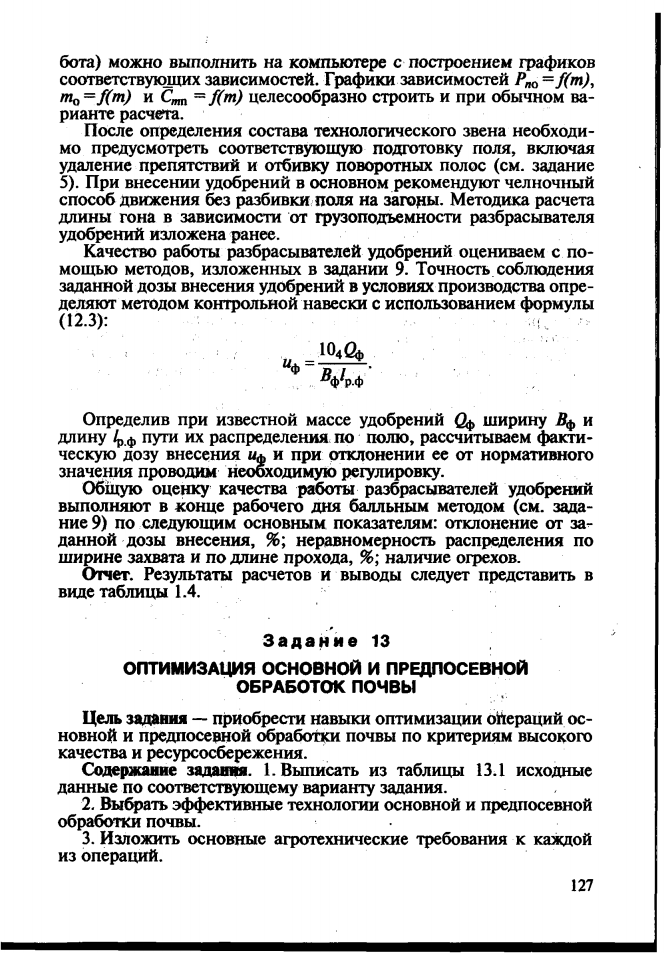 бота) можно выполнить на компьютере с построением графиков
соответствующих зависимостей. Графики зависимостей Pпо = f(m),
mо = f(m) и Cтп = f(m) целесообразно строить и при обычном ва-
рианте расчета.
После определения состава технологического звена необходи-
мо предусмотреть соответствующую подготовку поля, включая
удаление препятствий и отбивку поворотных полос (см. задание
5). При внесении удобрений в основном рекомендуют челночный
способ движения без разбивки поля на загоны. Методика расчета
длины гона в зависимости от грузоподъемности разбрасывателя
удобрений изложена ранее.
Качество работы разбрасывателей удобрений оцениваем с по-
мощью методов, изложенных в задании 9. Точность соблюдения
заданной дозы внесения удобрений в условиях производства опре-
деляют методом контрольной навески с использованием формулы
(12.3):
uф = 10₄Qф / Bф lр.ф .
Определив при известной массе удобрений Qф ширину Bф и
длину lр.ф пути их распределения по полю, рассчитываем факти-
ческую дозу внесения uф и при отклонении ее от нормативного
значения проводим необходимую регулировку.
Общую оценку качества работы разбрасывателей удобрений
выполняют в конце рабочего дня балльным методом (см. зада-
ние 9) по следующим основным показателям: отклонение от за-
данной дозы внесения, %; неравномерность распределения по
ширине захвата и по длине прохода, %; наличие огрехов.
Отчет. Результаты расчетов и выводы следует представить в
виде таблицы 1.4.
Задание 13
ОПТИМИЗАЦИЯ ОСНОВНОЙ И ПРЕДПОСЕВНОЙ
ОБРАБОТОК ПОЧВЫ
Цель задания — приобрести навыки оптимизации операций ос-
новной и предпосевной обработки почвы по критериям высокого
качества и ресурсосбережения.
Содержание задания. 1. Выписать из таблицы 13.1 исходные
данные по соответствующему варианту задания.
2. Выбрать эффективные технологии основной и предпосевной
обработки почвы.
3. Изложить основные агротехнические требования к каждой
из операций.
127